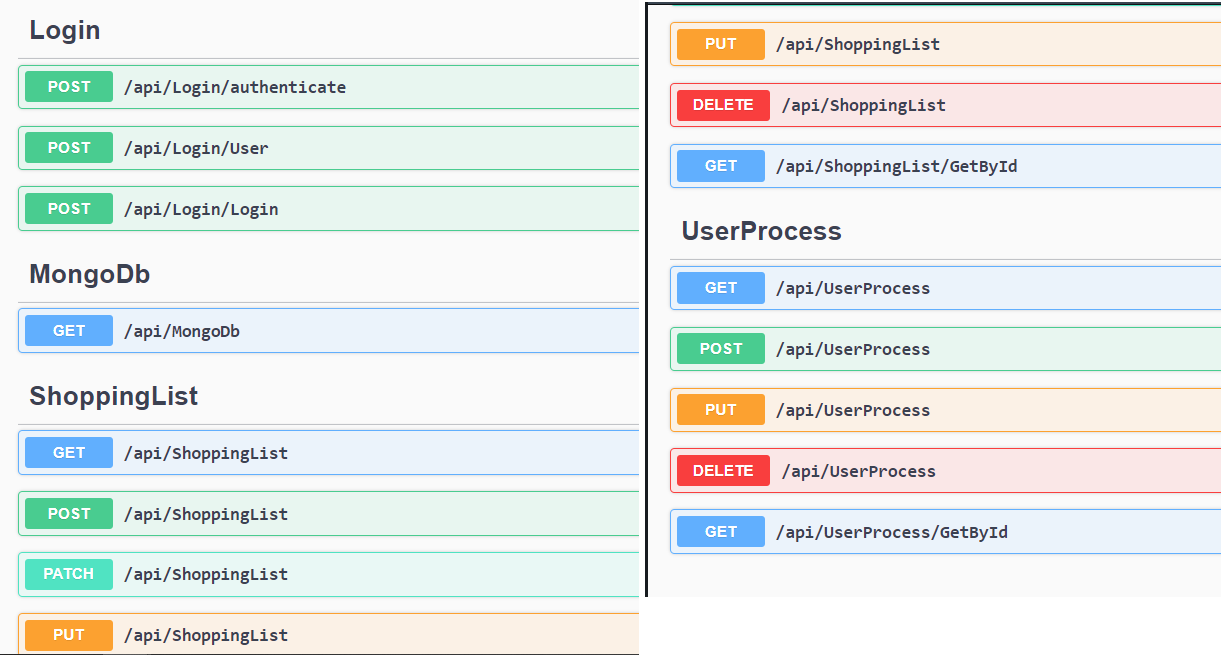 Login
POST /api/Login/authenticate
POST /api/Login/User
POST /api/Login/Login
MongoDb
GET /api/MongoDb
ShoppingList
GET /api/ShoppingList
POST /api/ShoppingList
PATCH /api/ShoppingList
PUT /api/ShoppingList
PUT /api/ShoppingList
DELETE /api/ShoppingList
GET /api/ShoppingList/GetById
UserProcess
GET /api/UserProcess
POST /api/UserProcess
PUT /api/UserProcess
DELETE /api/UserProcess
GET /api/UserProcess/GetById